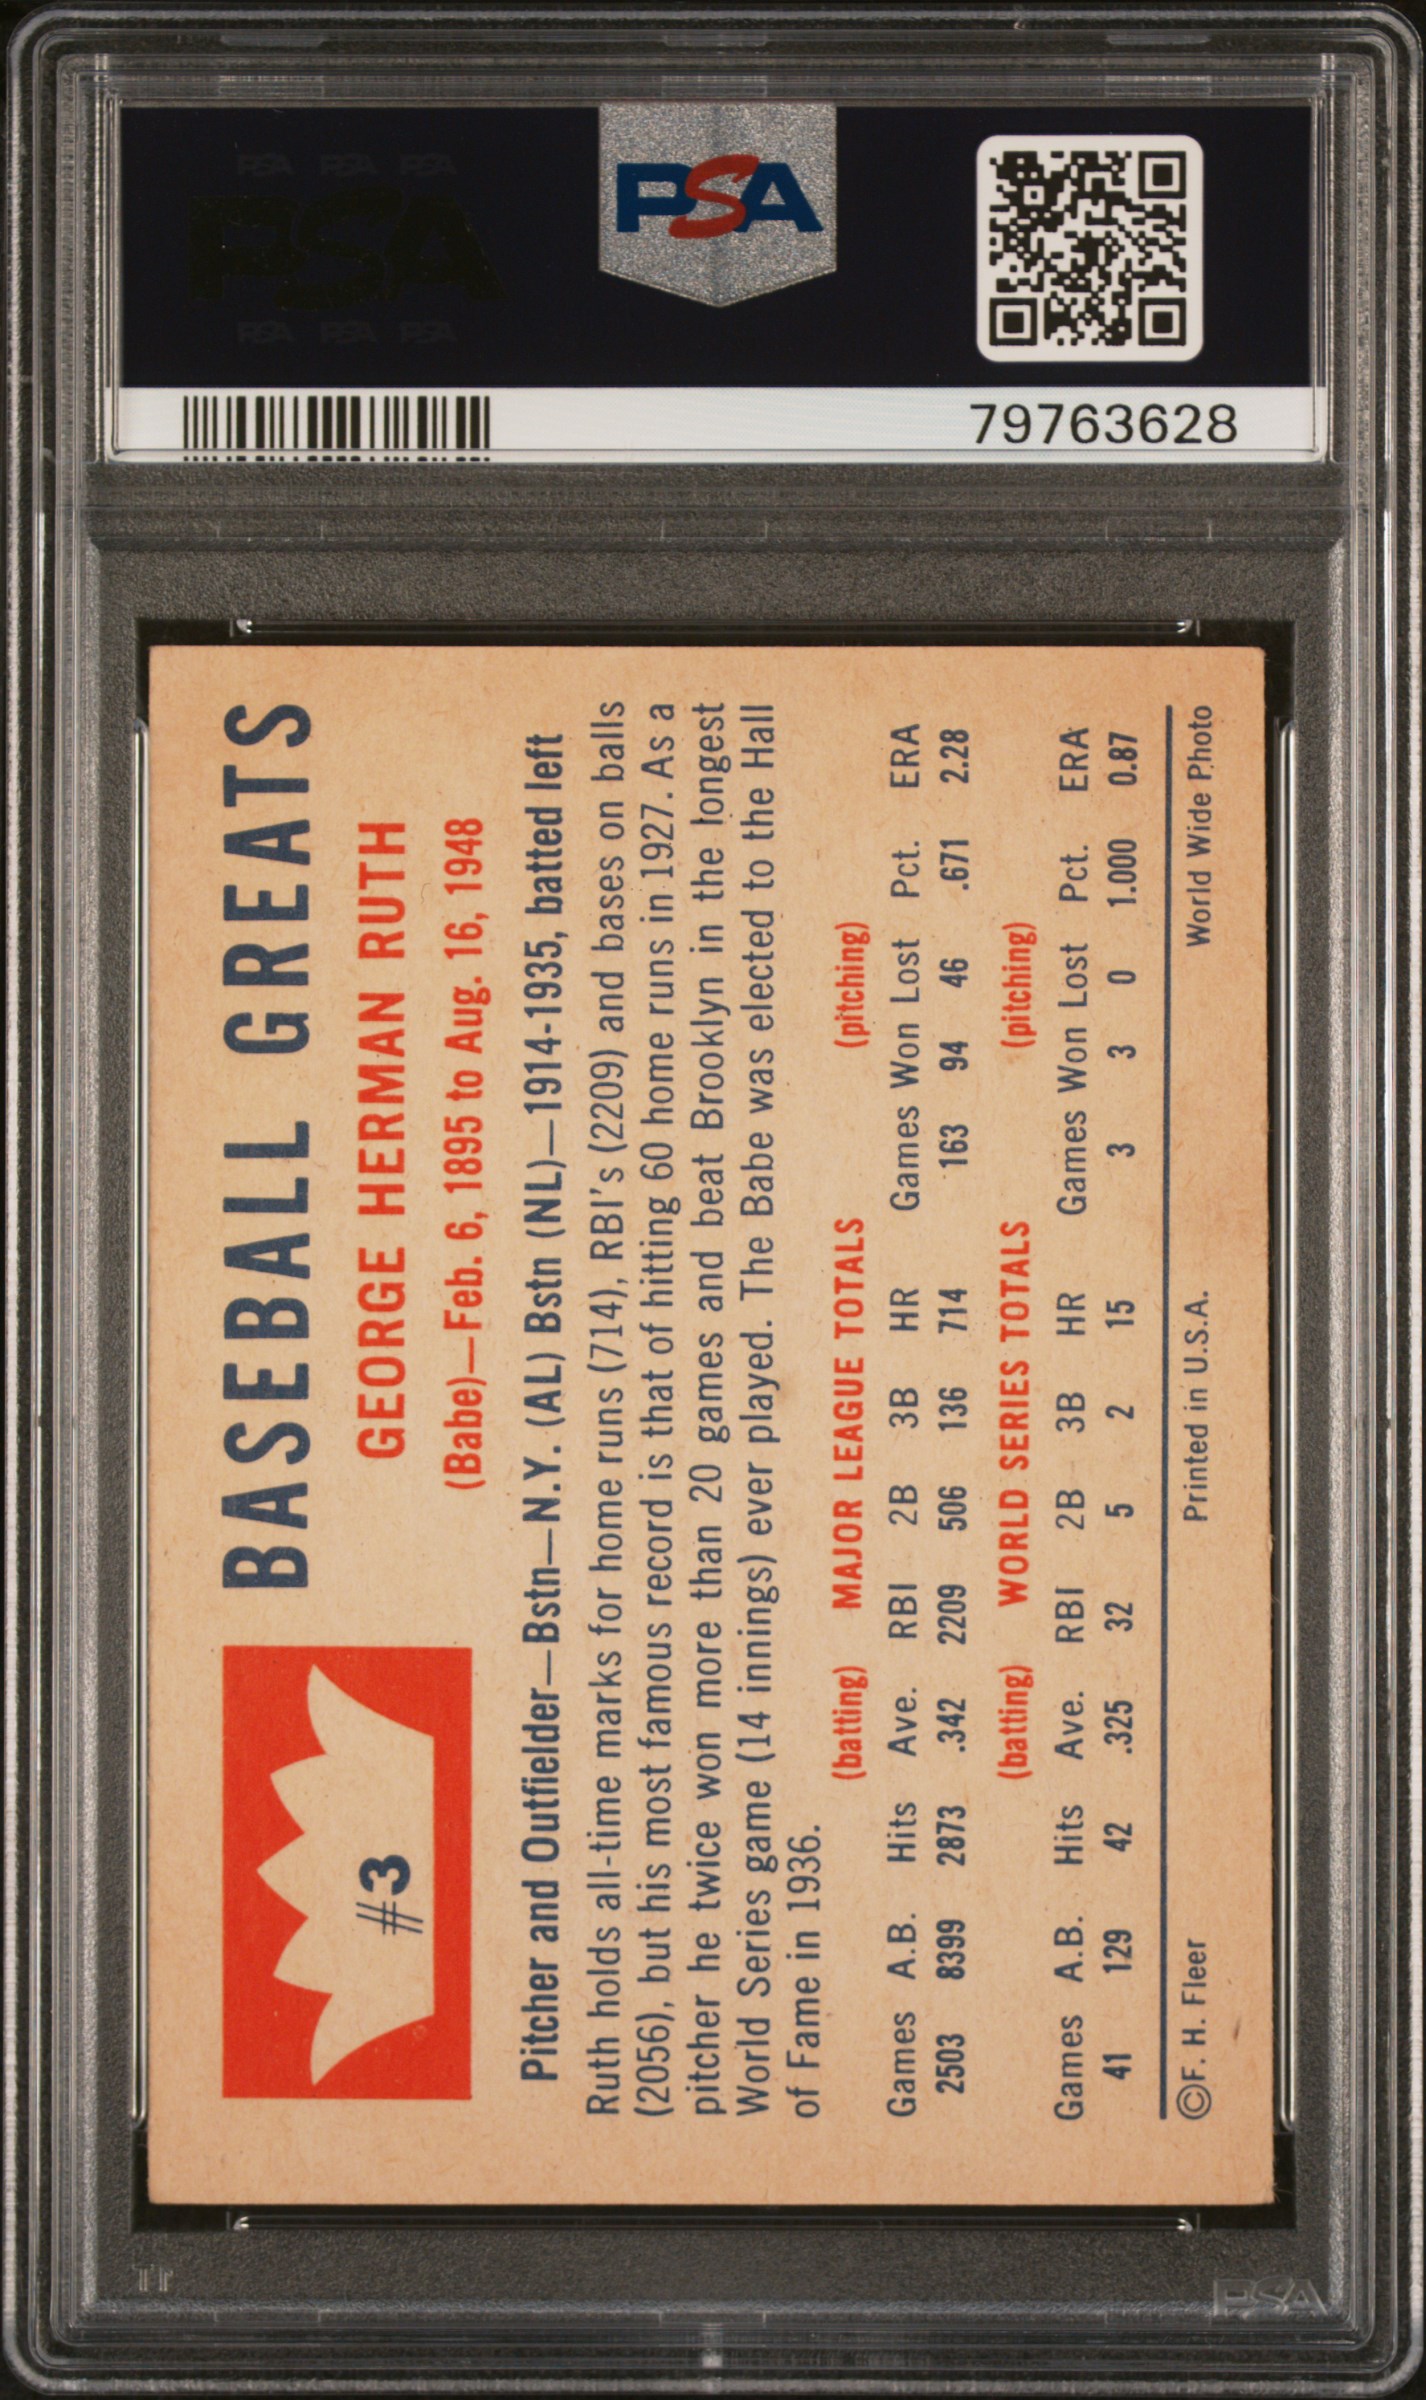 PSA PSA PSA
PSA
PSA PSA PSA
PSA
79763628
BASEBALL GREATS
#3
GEORGE HERMAN RUTH
(Babe)—Feb. 6, 1895 to Aug. 16, 1948
Pitcher and Outfielder—Bstn—N.Y. (AL) Bstn (NL)—1914-1935, batted left
Ruth holds all-time marks for home runs (714), RBI's (2209) and bases on balls
(2056), but his most famous record is that of hitting 60 home runs in 1927. As a
pitcher he twice won more than 20 games and beat Brooklyn in the longest
World Series game (14 innings) ever played. The Babe was elected to the Hall
of Fame in 1936.
(batting) MAJOR LEAGUE TOTALS (pitching)
Games A.B. Hits Ave. RBI 2B 3B HR Games Won Lost Pct. ERA
2503 8399 2873 .342 2209 506 136 714 163 94 46 .671 2.28
(batting) WORLD SERIES TOTALS (pitching)
Games A.B. Hits Ave. RBI 2B 3B HR Games Won Lost Pct. ERA
41 129 42 .325 32 5 2 15 3 3 0 1.000 0.87
©F. H. Fleer Printed in U.S.A. World Wide Photo
PSA